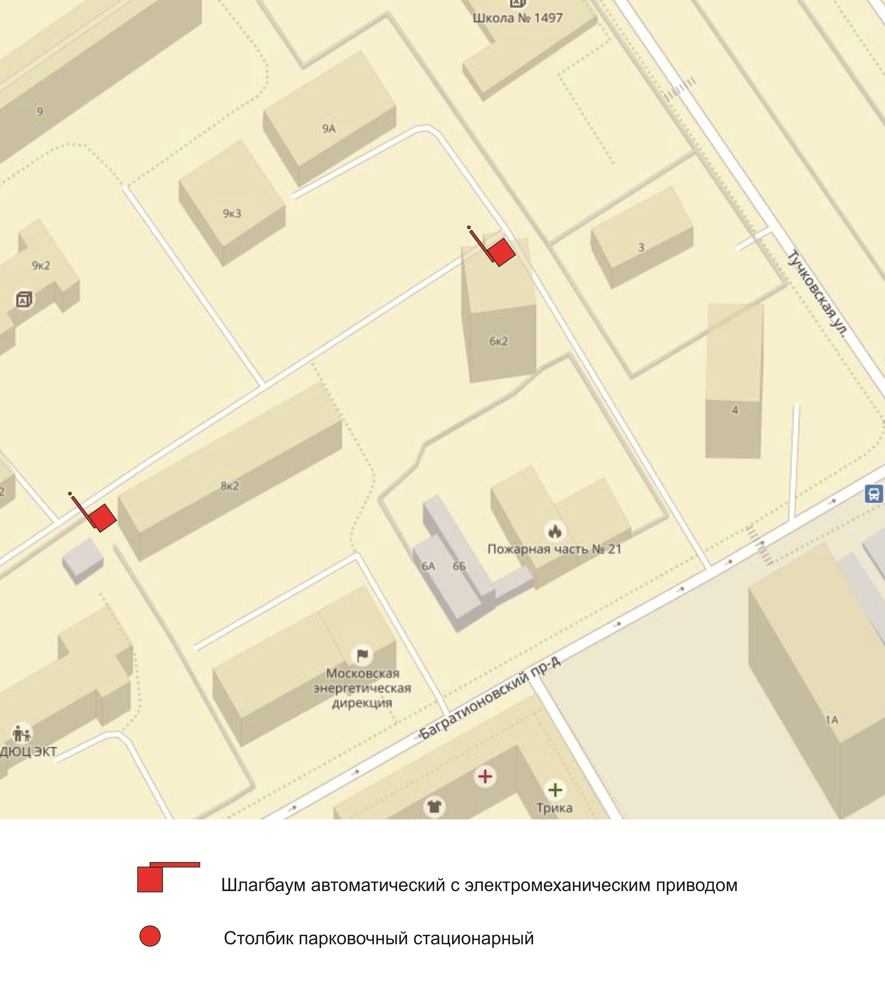 Школа № 1497
9
9А
9к3
3
9к2
Тучковская ул.
6к2
4
8к2
2
Пожарная часть № 21
6А
6Б
Московская
энергетическая
дирекция
Багратионовский пр-д
1А
ДЮЦ ЭКТ
Трика
Шлагбаум автоматический с электромеханическим приводом
Столбик парковочный стационарный